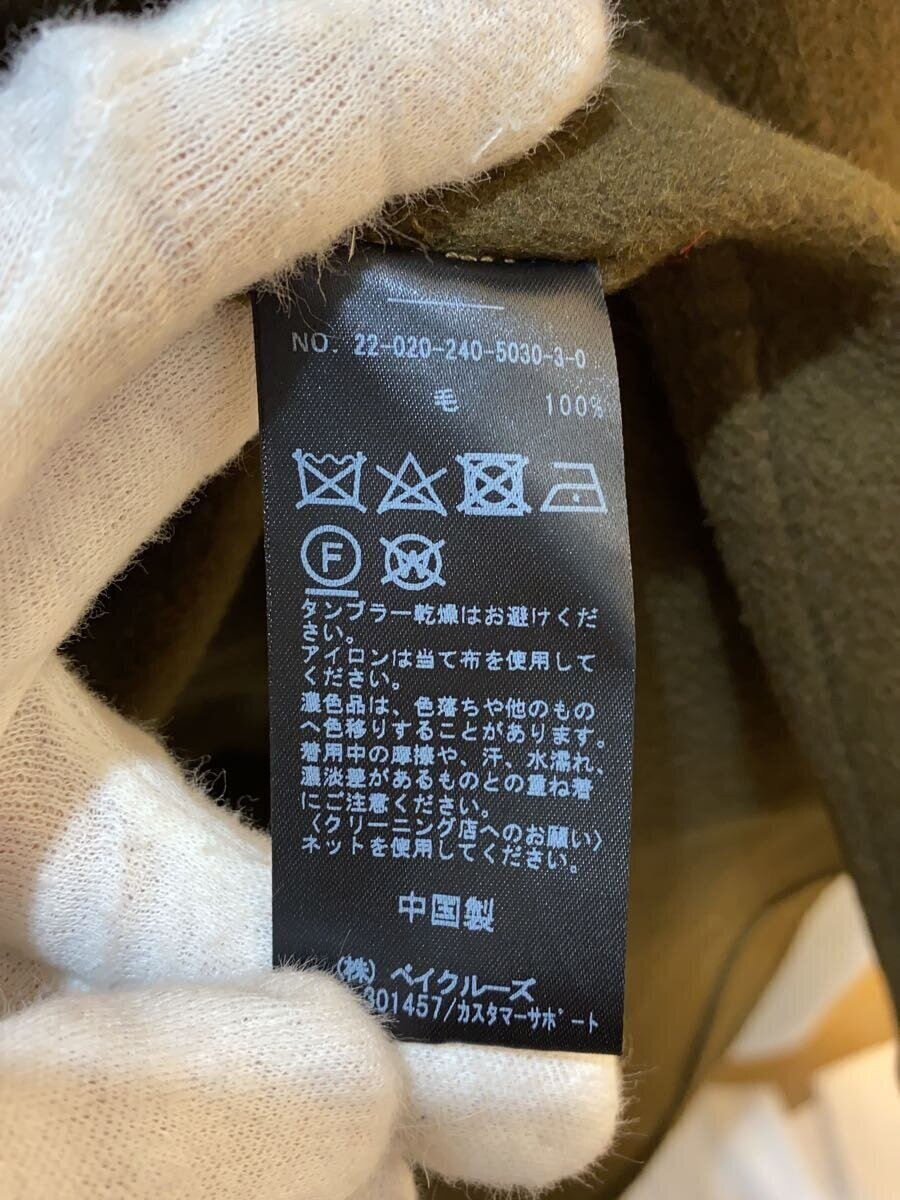 NO. 22-020-240-5030-3-0
毛 100%
F
W
タンブラー乾燥はお避けくだ
さい。
アイロンは当て布を使用して
ください。
濃色品は、色落ちや他のもの
へ色移りすることがあります。
着用中の摩擦や、汗、水濡れ、
濃淡差があるものとの重ね着
にご注意ください。
〈クリーニング店へのお願い〉
ネットを使用してください。
中国製
(株) ベイクルーズ
301457/カスタマーサポート